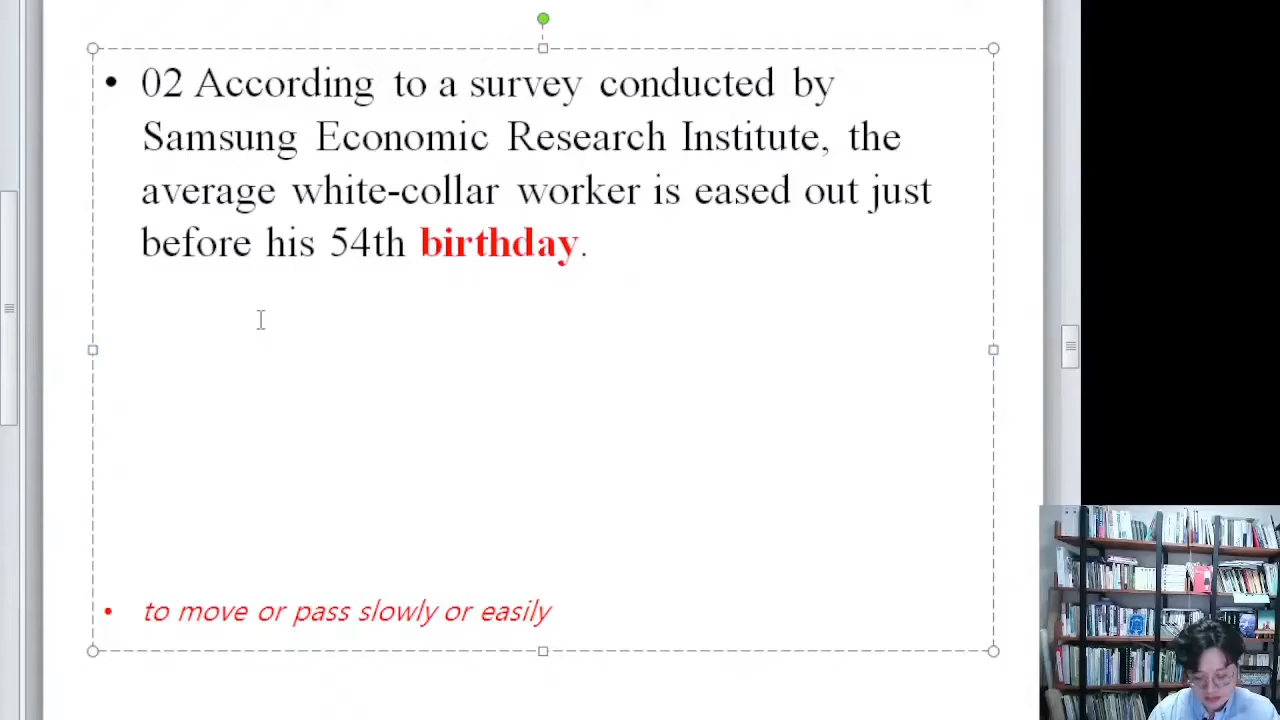 • 02 According to a survey conducted by
Samsung Economic Research Institute, the
average white-collar worker is eased out just
before his 54th birthday.
• to move or pass slowly or easily